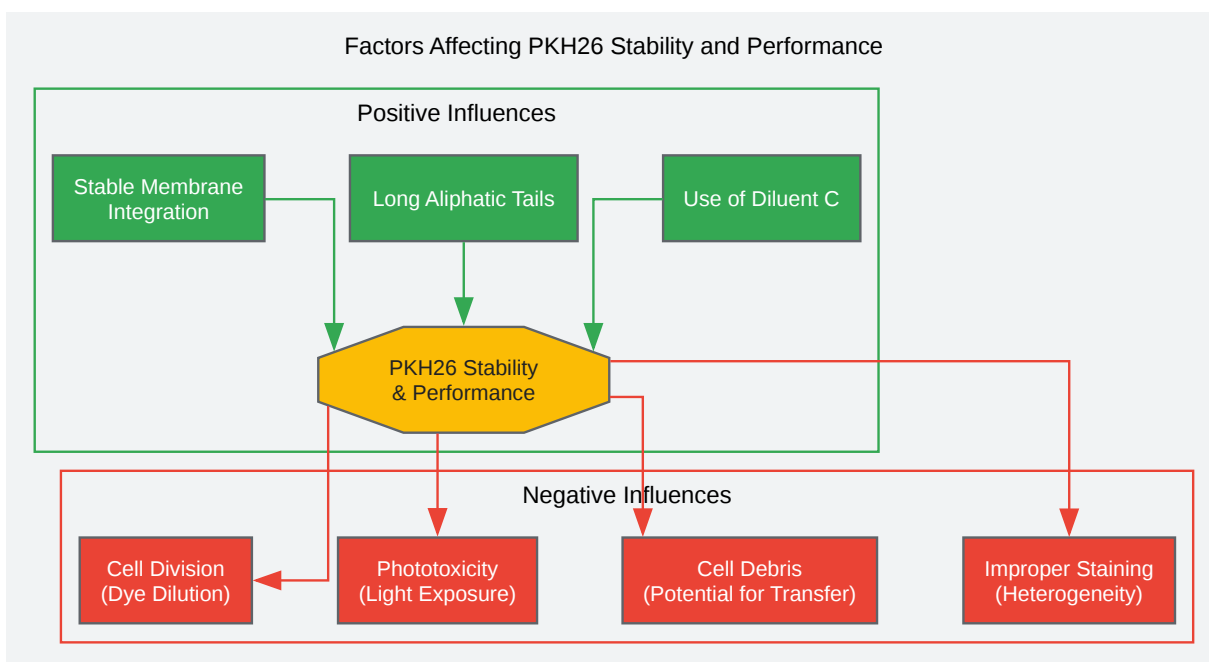 Factors Affecting PKH26 Stability and Performance
Positive Influences
Stable Membrane
Integration
Long Aliphatic Tails
Use of Diluent C
PKH26 Stability
& Performance
Negative Influences
Cell Division
(Dye Dilution)
Phototoxicity
(Light Exposure)
Cell Debris
(Potential for Transfer)
Improper Staining
(Heterogeneity)